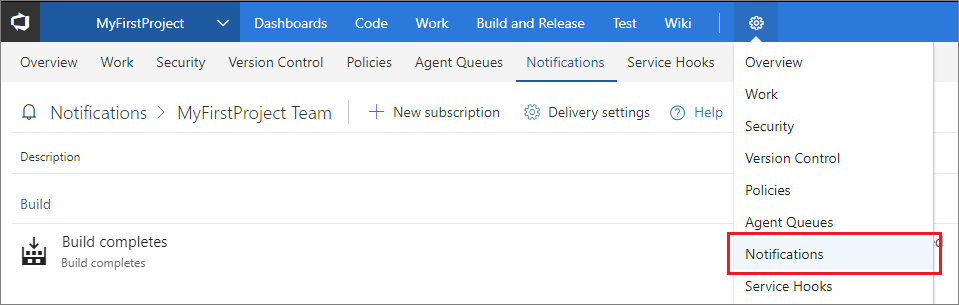 MyFirstProject Dashboards Code Work Build and Release Test Wiki
Overview Work Security Version Control Policies Agent Queues Notifications Service Hooks
Notifications > MyFirstProject Team + New subscription Delivery settings Help
Description
Build
Build completes
Build completes
Overview
Work
Security
Version Control
Policies
Agent Queues
Notifications
Service Hooks